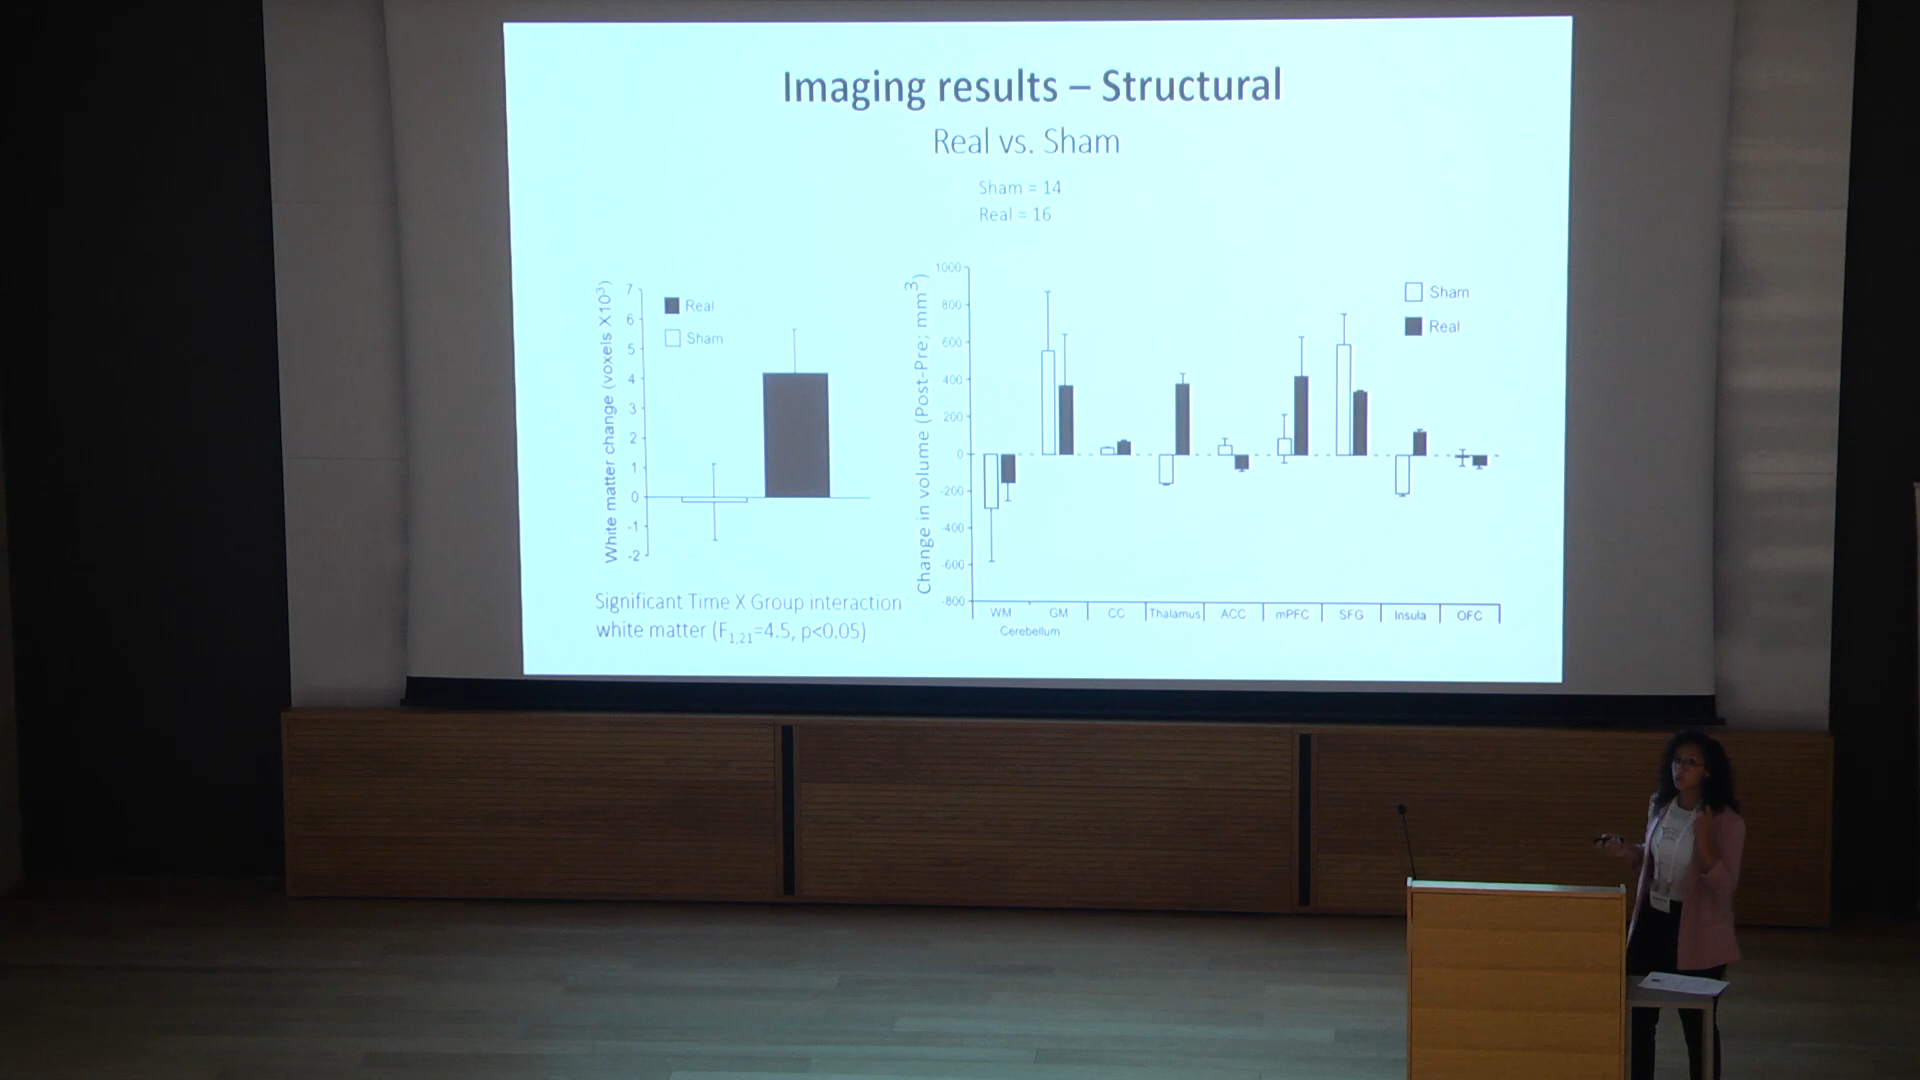 Imaging results – Structural
Real vs. Sham
Sham = 14
Real = 16
White matter change (voxels X10³)
7
6
5
4
3
2
1
0
-1
-2
Real
Sham
Significant Time X Group interaction
white matter (F1,21=4.5, p<0.05)
Change in volume (Post-Pre; mm³)
1000
800
600
400
200
0
-200
-400
-600
-800
Sham
Real
WM GM CC Thalamus ACC mPFC SFG Insula OFC
Cerebellum